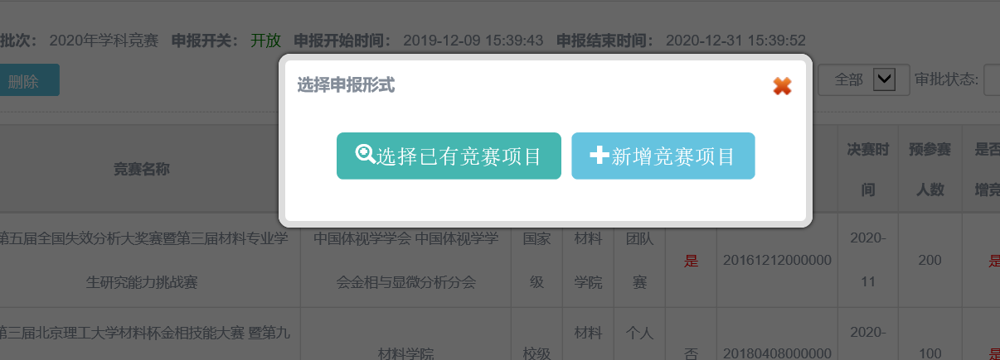 批次： 2020年学科竞赛 申报开关： 开放 申报开始时间： 2019-12-09 15:39:43 申报结束时间： 2020-12-31 15:39:52
删除
全部 审批状态:
选择申报形式
选择已有竞赛项目 新增竞赛项目
竞赛名称
决赛时
间
预参赛
人数
是否
增竞
第五届全国失效分析大奖赛暨第三届材料专业学
生研究能力挑战赛
中国体视学学会 中国体视学学
会金相与显微分析分会
国家
级
材料
学院
团队
赛
是
20161212000000
2020-
11
200
是
第三届北京理工大学材料杯金相技能大赛 暨第九
材料学院
校级
材料
个人
否
20180408000000
2020-
100
是